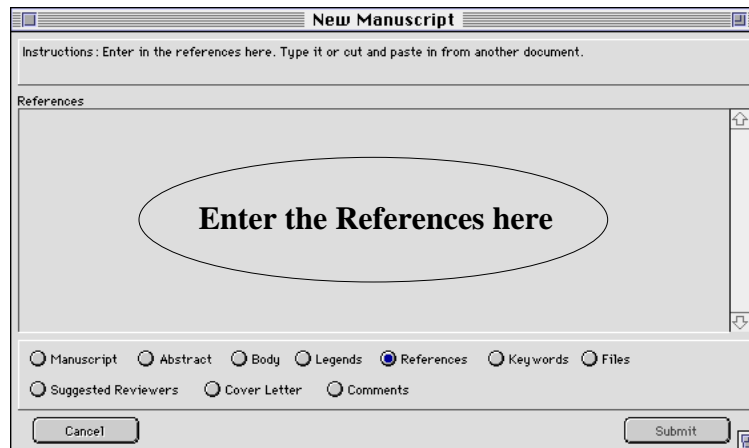 New Manuscript
Instructions: Enter in the references here. Type it or cut and paste in from another document.
References
Enter the References here
Manuscript Abstract Body Legends References Keywords Files
Suggested Reviewers Cover Letter Comments
Cancel Submit